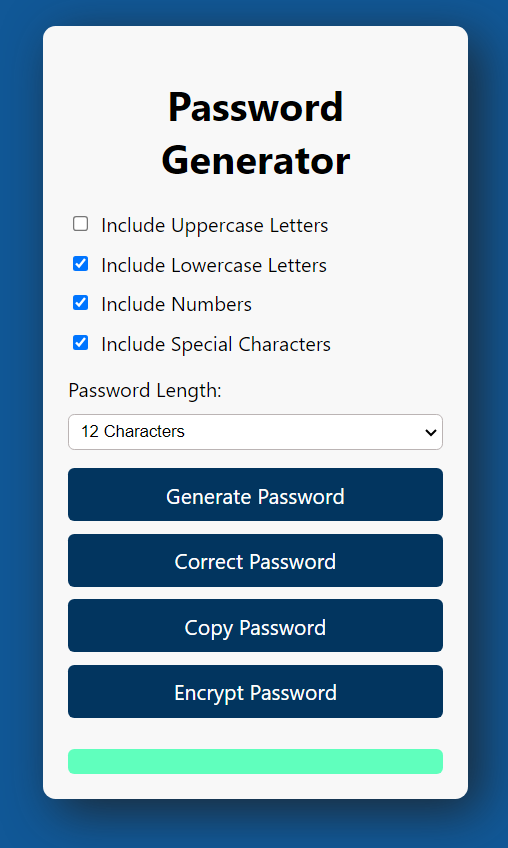 Password
Generator
Include Uppercase Letters
Include Lowercase Letters
Include Numbers
Include Special Characters
Password Length:
12 Characters
Generate Password
Correct Password
Copy Password
Encrypt Password